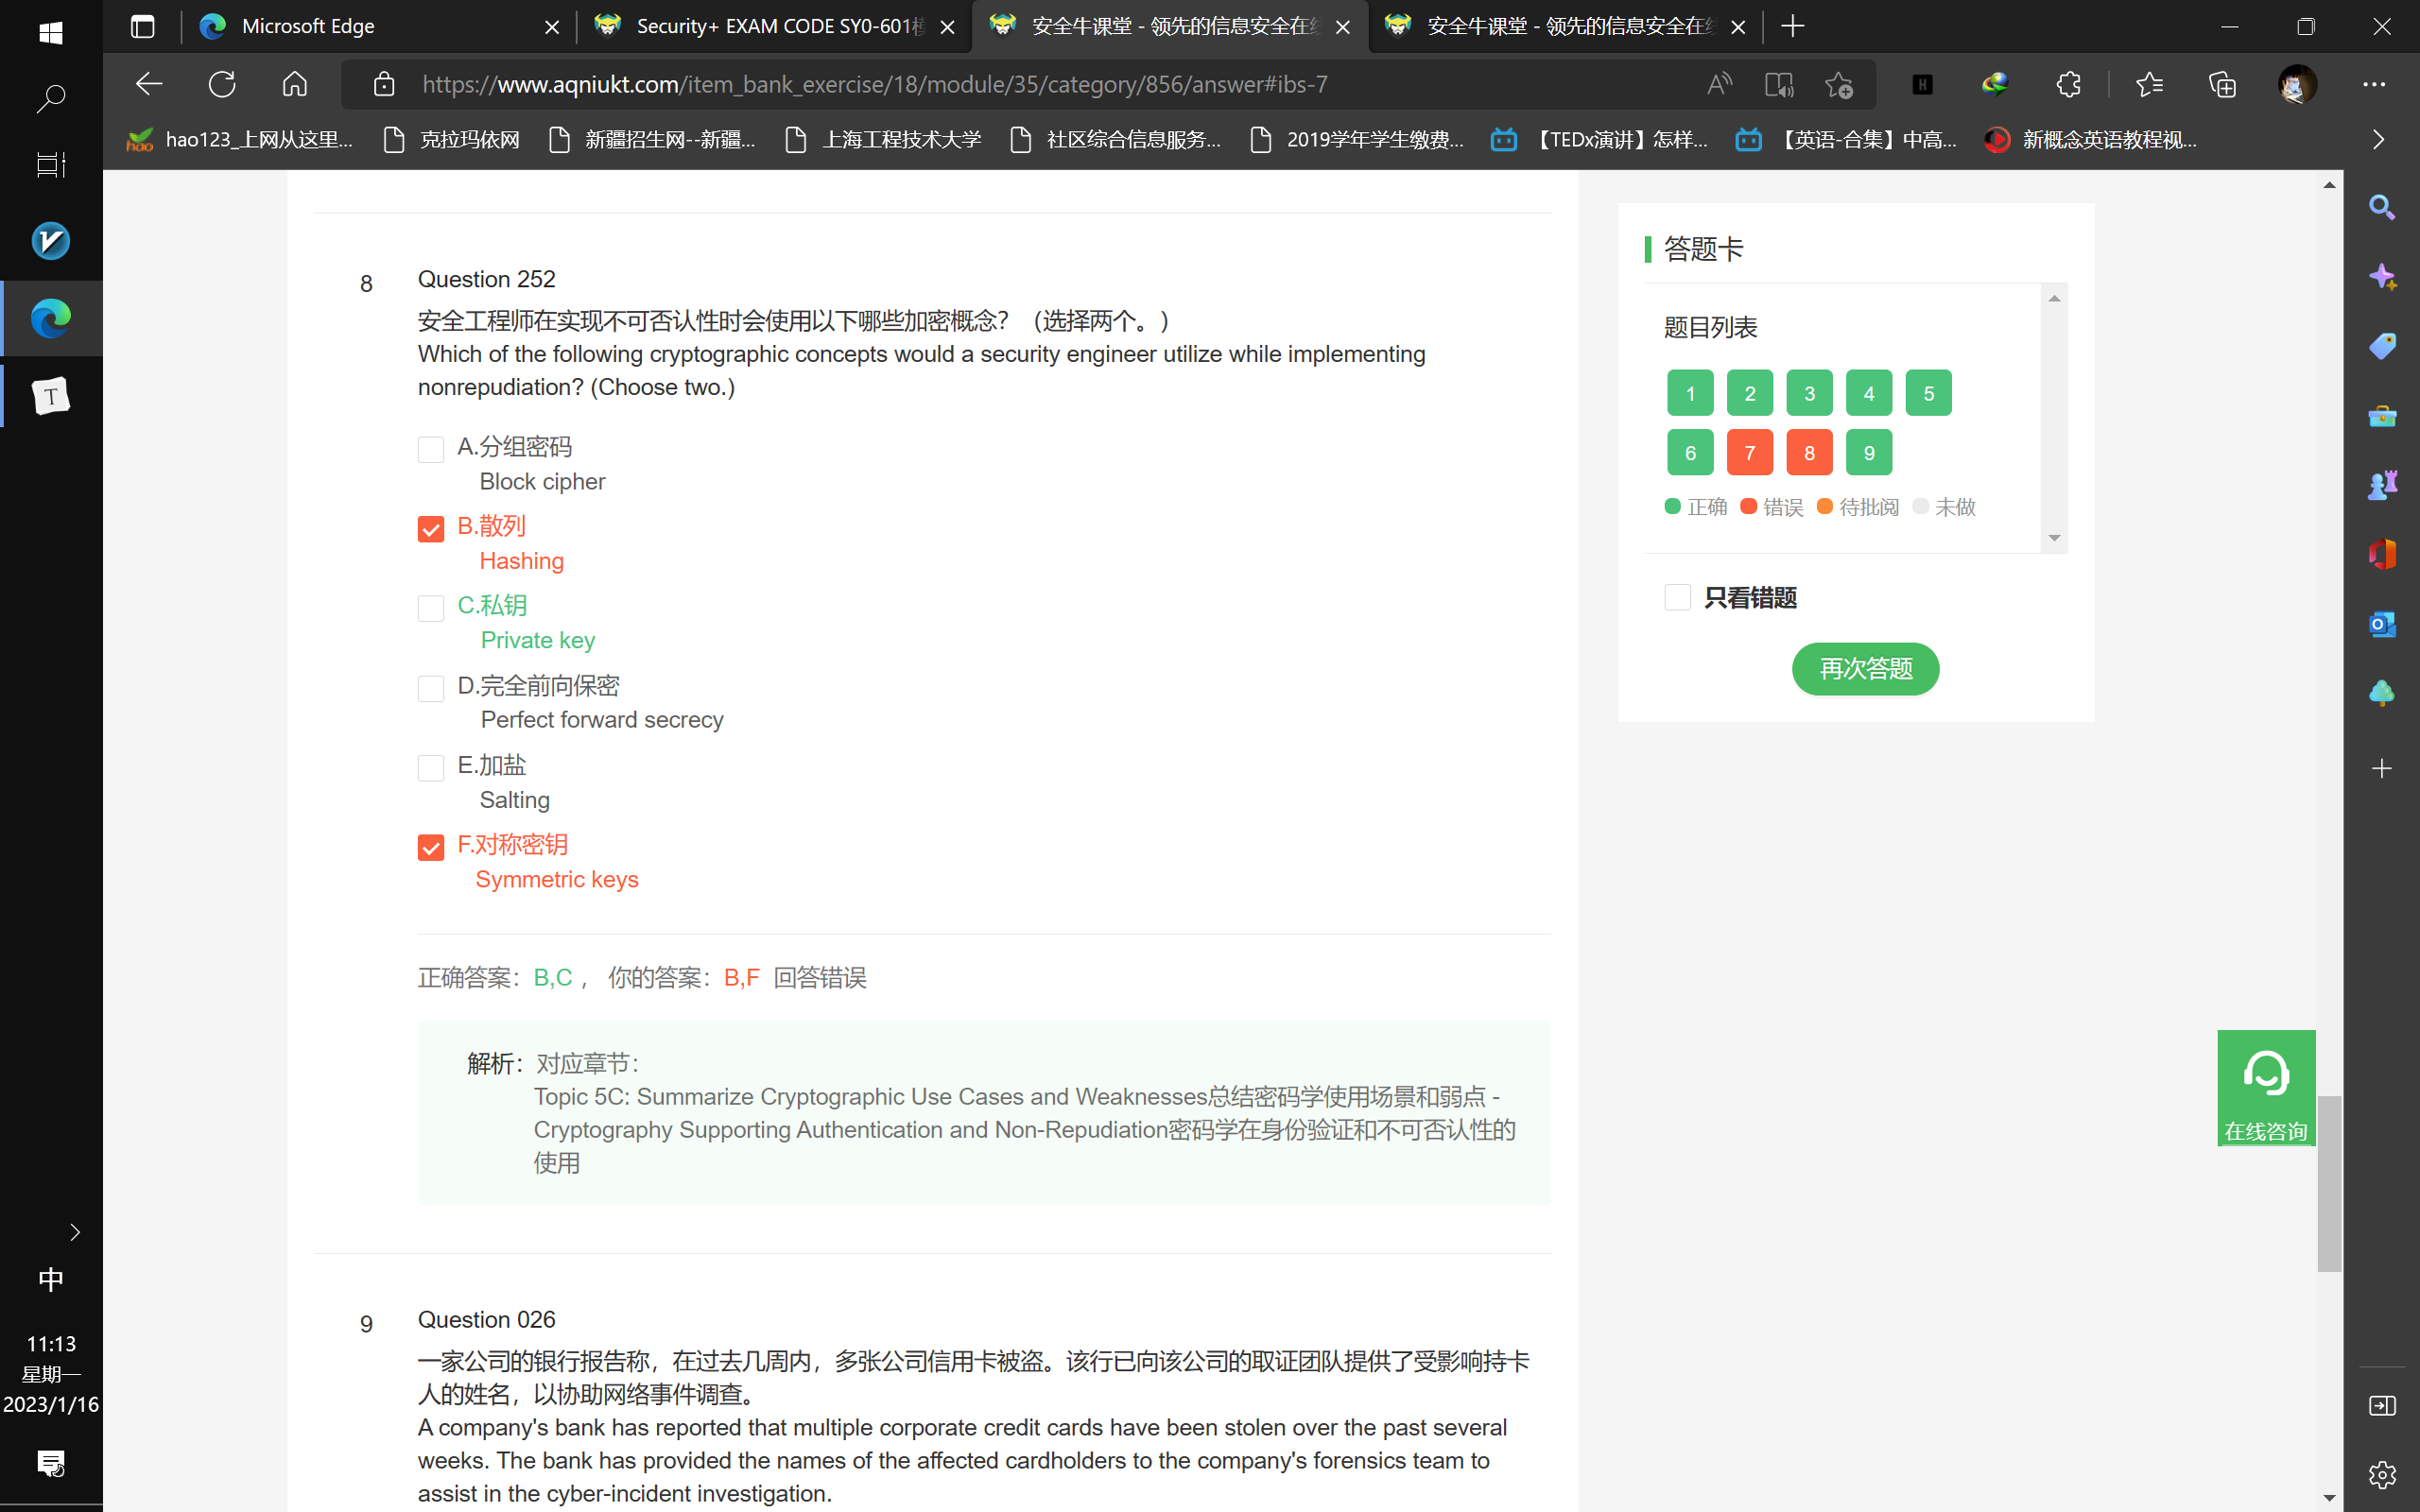 Microsoft Edge
Security+ EXAM CODE SY0-601
安全牛课堂 - 领先的信息安全在
安全牛课堂 - 领先的信息安全在
https://www.aqniukt.com/item_bank_exercise/18/module/35/category/856/answer#ibs-7
hao123_上网从这里...
克拉玛依网
新疆招生网--新疆...
上海工程技术大学
社区综合信息服务...
2019学年学生缴费...
【TEDx演讲】怎样...
【英语-合集】中高...
新概念英语教程视...
8
Question 252
安全工程师在实现不可否认性时会使用以下哪些加密概念？（选择两个。）
Which of the following cryptographic concepts would a security engineer utilize while implementing
nonrepudiation? (Choose two.)
A.分组密码
Block cipher
B.散列
Hashing
C.私钥
Private key
D.完全前向保密
Perfect forward secrecy
E.加盐
Salting
F.对称密钥
Symmetric keys
正确答案：B,C， 你的答案：B,F 回答错误
解析：对应章节：
Topic 5C: Summarize Cryptographic Use Cases and Weaknesses总结密码学使用场景和弱点 -
Cryptography Supporting Authentication and Non-Repudiation密码学在身份验证和不可否认性的
使用
9
Question 026
一家公司的银行报告称，在过去几周内，多张公司信用卡被盗。该行已向该公司的取证团队提供了受影响持卡
人的姓名，以协助网络事件调查。
A company's bank has reported that multiple corporate credit cards have been stolen over the past several
weeks. The bank has provided the names of the affected cardholders to the company's forensics team to
assist in the cyber-incident investigation.
答题卡
题目列表
1 2 3 4 5
6 7 8 9
正确 错误 待批阅 未做
只看错题
再次答题
在线咨询
中
11:13
星期一
2023/1/16